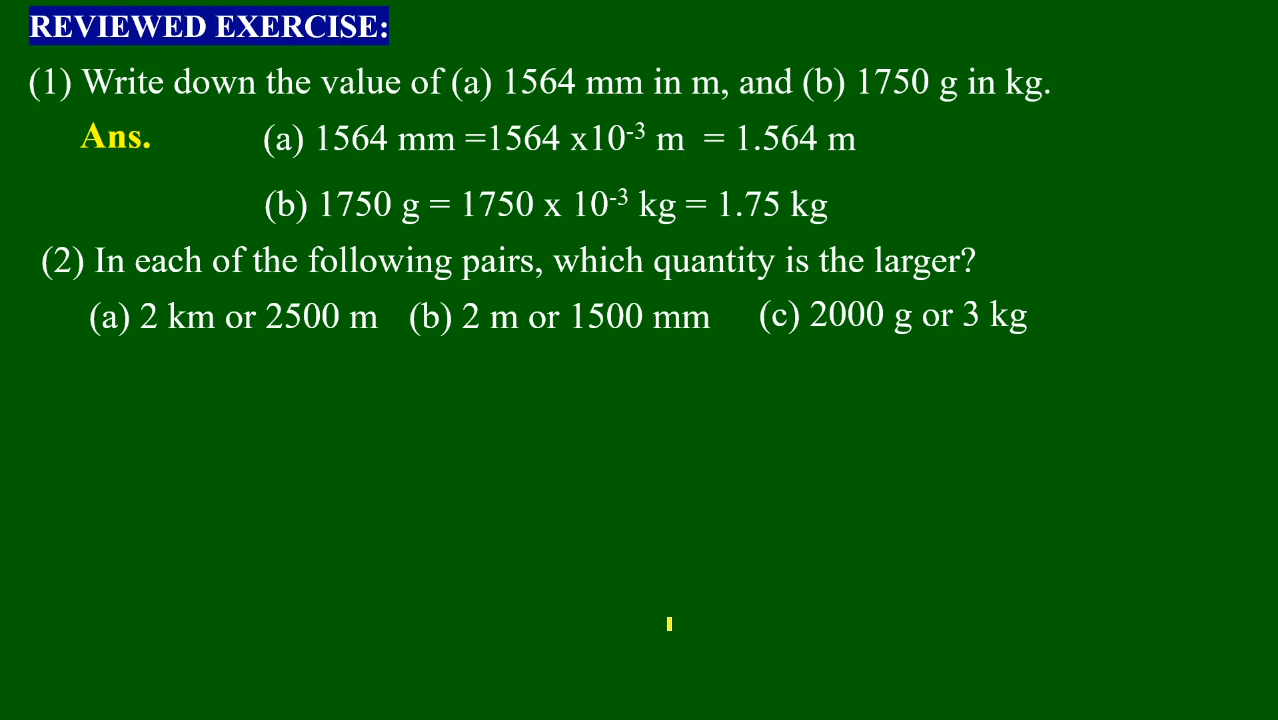 REVIEWED EXERCISE:
(1) Write down the value of (a) 1564 mm in m, and (b) 1750 g in kg.
Ans. (a) 1564 mm =1564 x10⁻³ m = 1.564 m
(b) 1750 g = 1750 x 10⁻³ kg = 1.75 kg
(2) In each of the following pairs, which quantity is the larger?
(a) 2 km or 2500 m (b) 2 m or 1500 mm (c) 2000 g or 3 kg